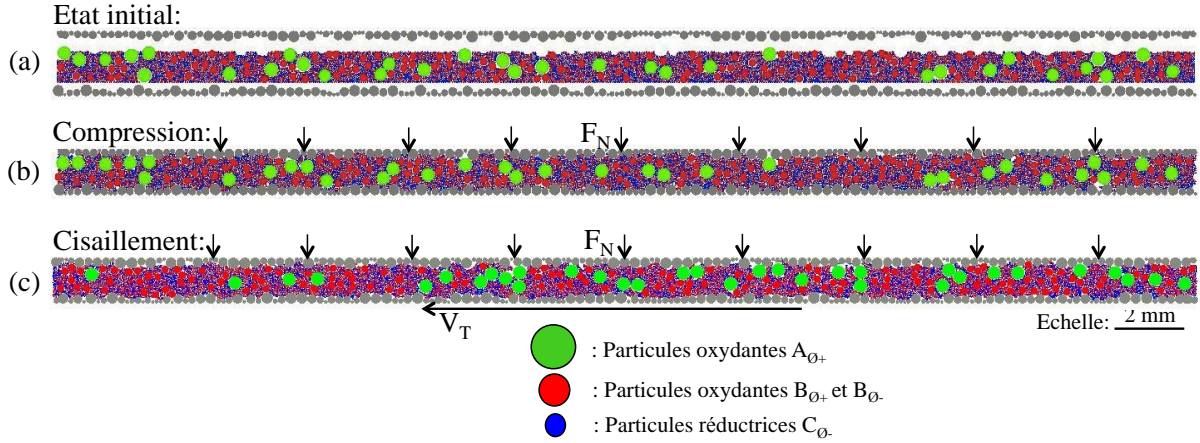 Etat initial:
(a)
Compression:
F_N
(b)
Cisaillement:
F_N
(c)
V_T
Echelle: 2 mm
: Particules oxydantes A_Ø+
: Particules oxydantes B_Ø+ et B_Ø-
: Particules réductrices C_Ø-